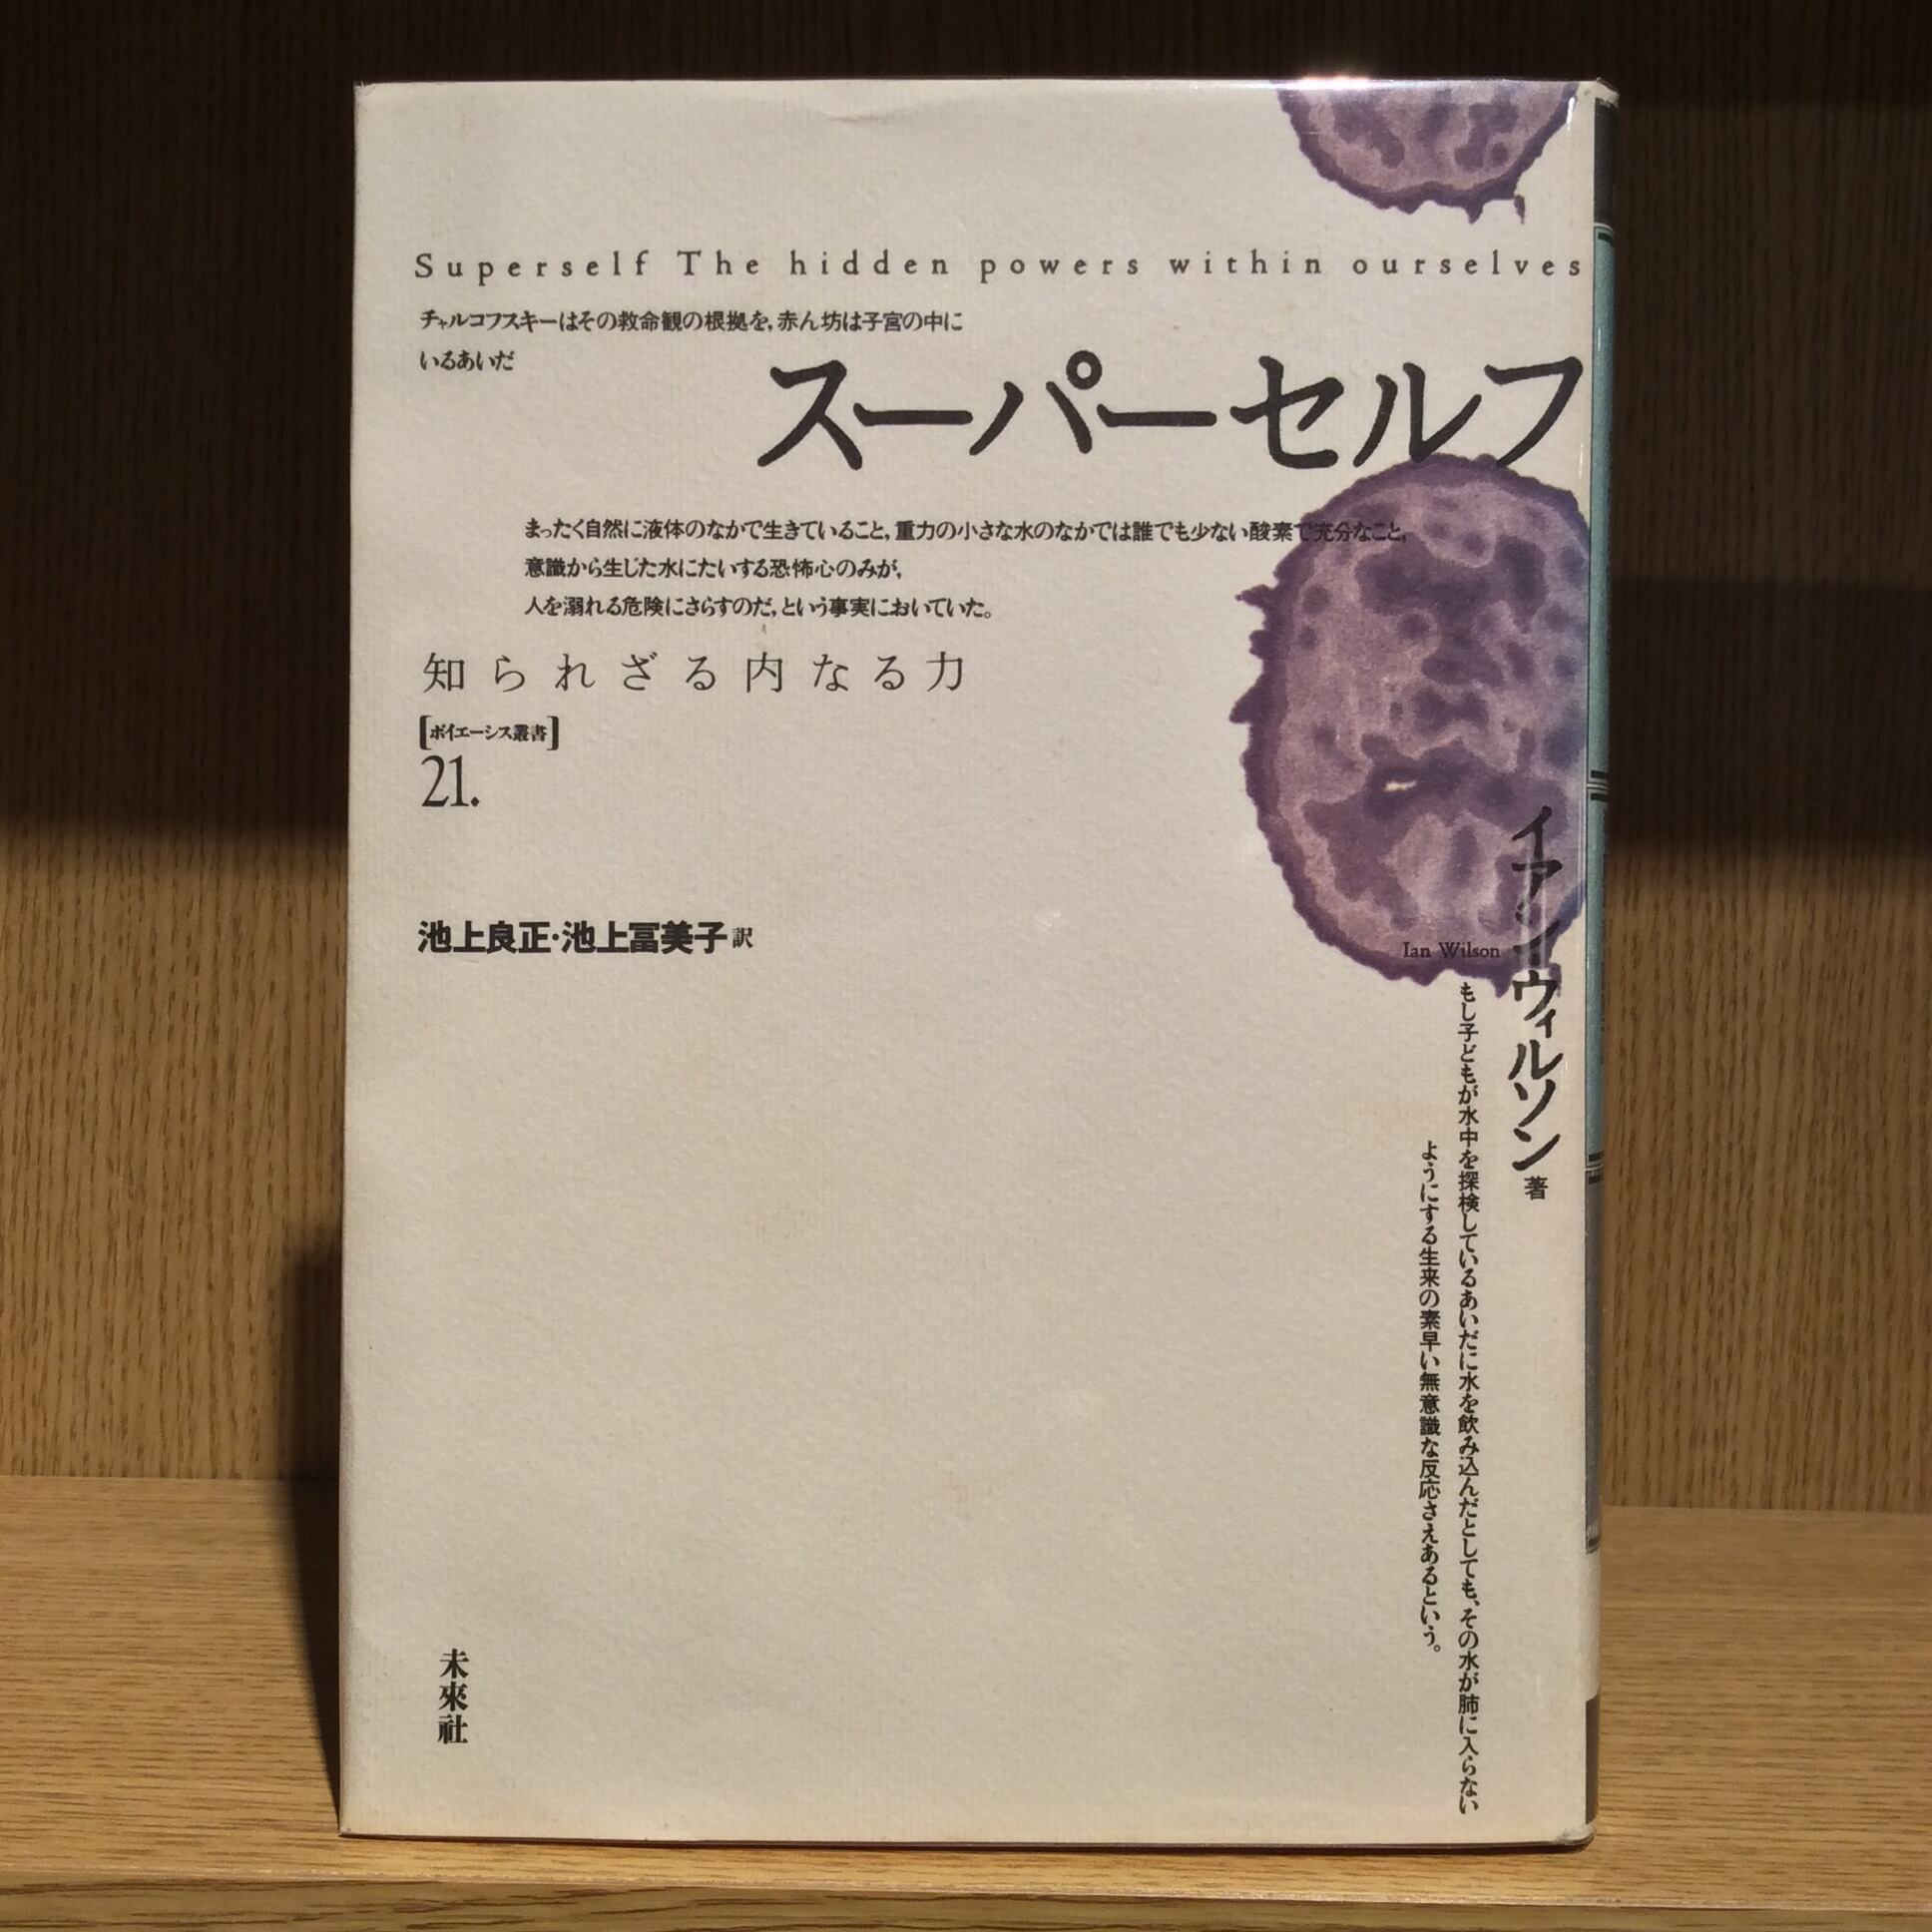 Superself The hidden powers within ourselves
チャルコフスキーはその救命観の根拠を,赤ん坊は子宮の中に
いるあいだ
スーパーセルフ
まったく自然に液体のなかで生きていること,重力の小さな水のなかでは誰でも少ない酸素で充分なこと,
意識から生じた水にたいする恐怖心のみが,
人を溺れる危険にさらすのだ,という事実においていた。
知られざる内なる力
[ポイエーシス叢書]
21.
池上良正・池上冨美子訳
イアン・ウィルソン著
Ian Wilson
もし子どもが水中を探検しているあいだに水を飲み込んだとしても、その水が肺に入らない
ようにする生来の素早い無意識な反応さえあるという。
未來社